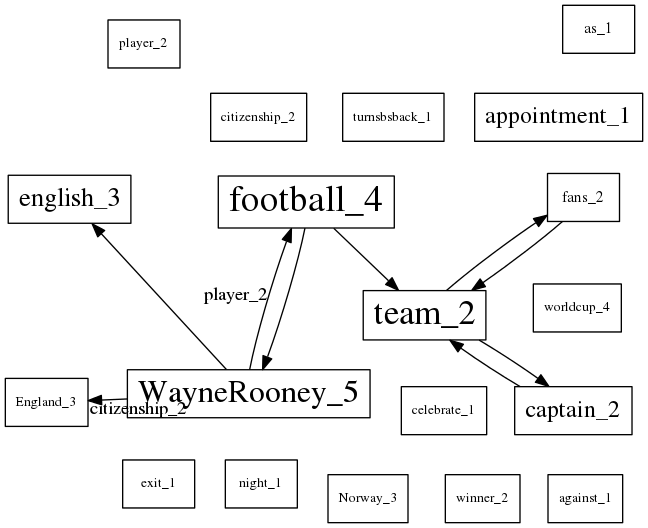 as_1
player_2
citizenship_2
turnsbsback_1
appointment_1
english_3
football_4
fans_2
player_2
team_2
worldcup_4
England_3
citizenship_2
WayneRooney_5
celebrate_1
captain_2
exit_1
night_1
Norway_3
winner_2
against_1